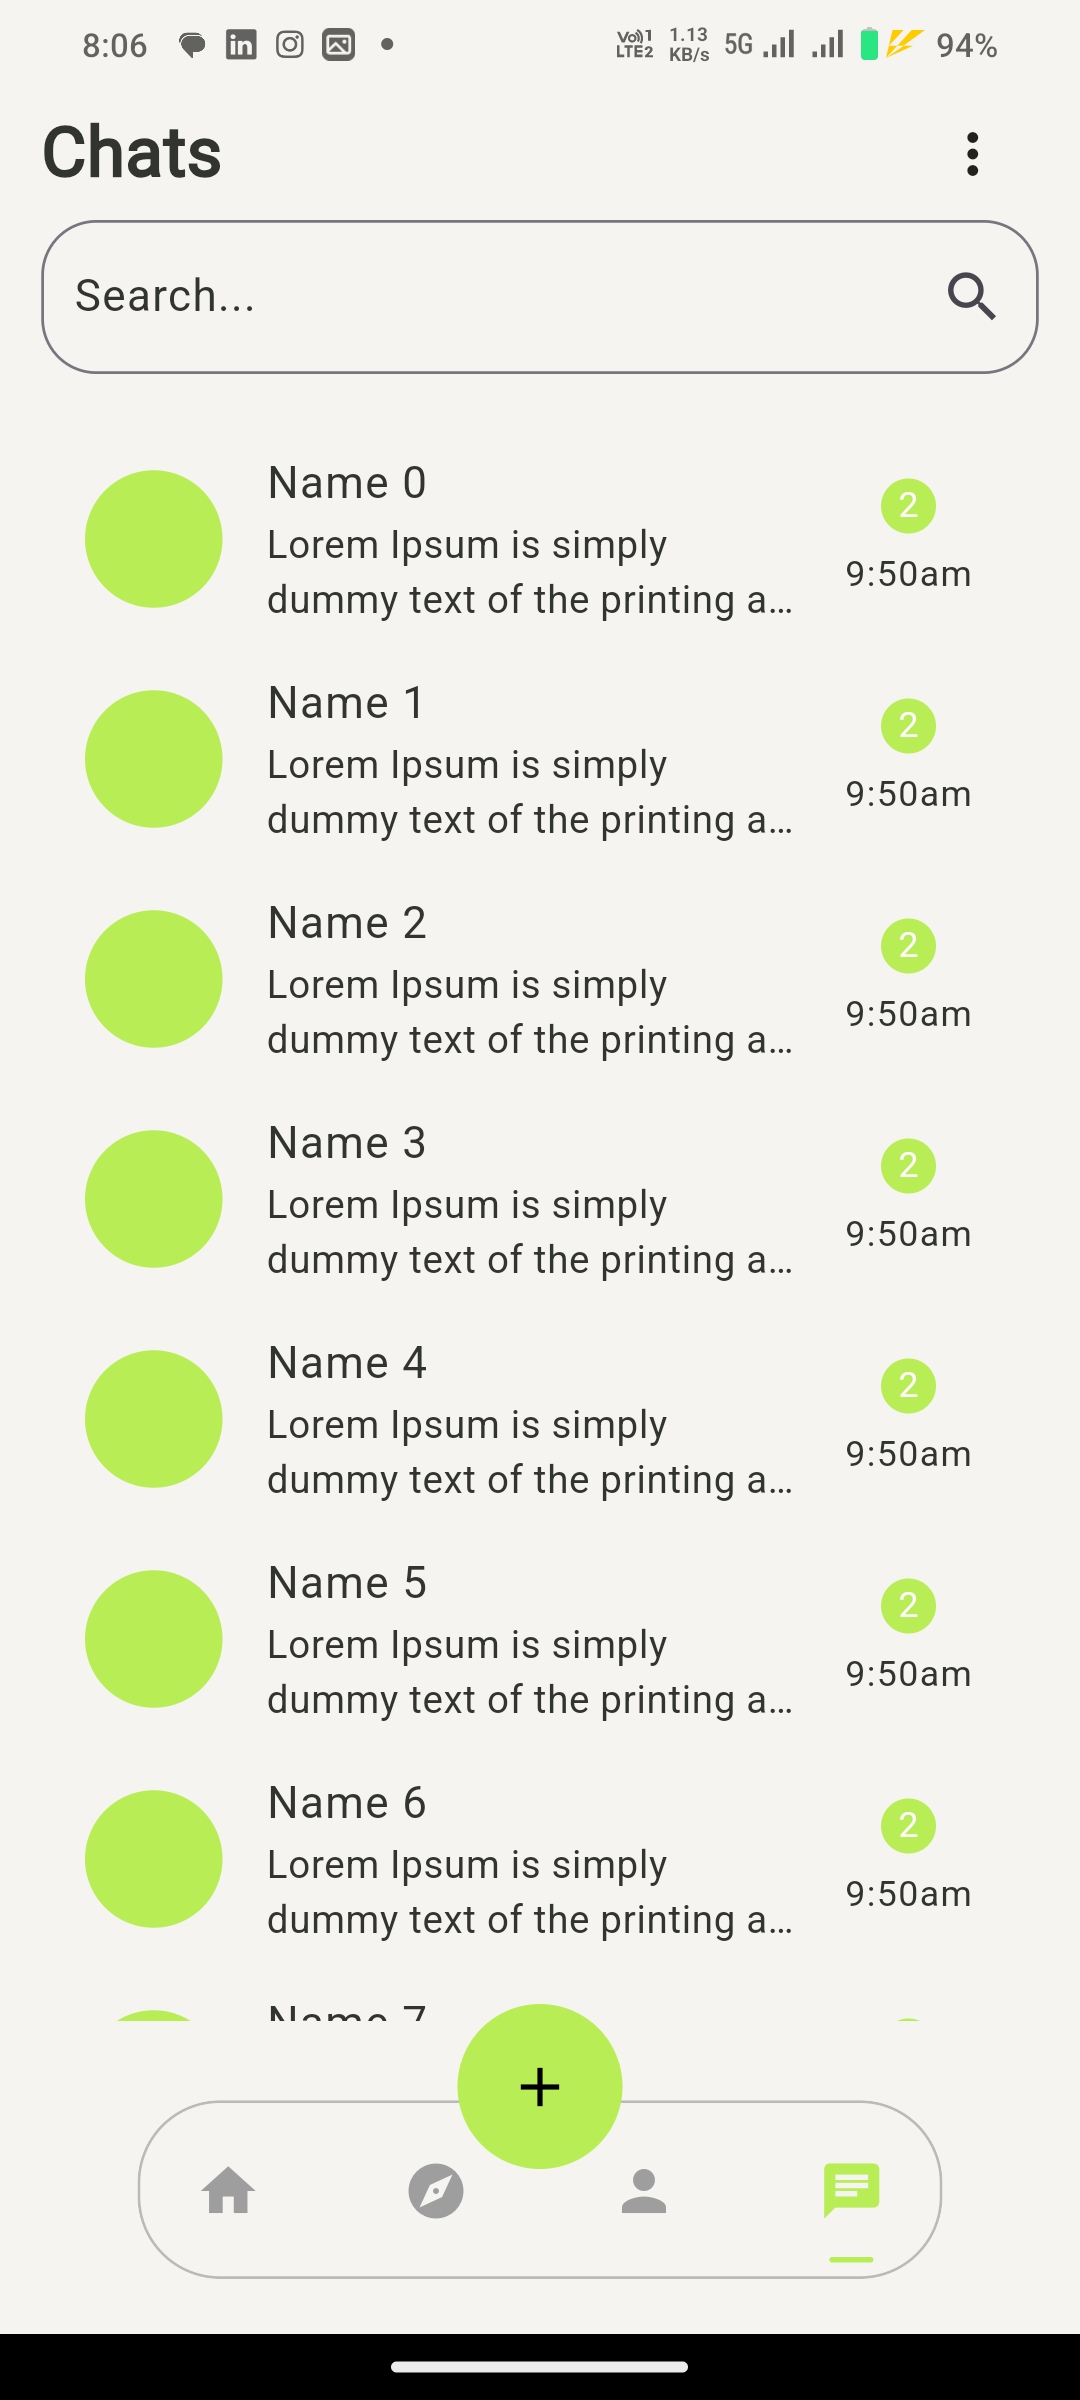 8:06
Vo)) 1
LTE2
1.13
KB/s
5G
94%
Chats
Search...
Name 0
Lorem Ipsum is simply
dummy text of the printing a...
2
9:50am
Name 1
Lorem Ipsum is simply
dummy text of the printing a...
2
9:50am
Name 2
Lorem Ipsum is simply
dummy text of the printing a...
2
9:50am
Name 3
Lorem Ipsum is simply
dummy text of the printing a...
2
9:50am
Name 4
Lorem Ipsum is simply
dummy text of the printing a...
2
9:50am
Name 5
Lorem Ipsum is simply
dummy text of the printing a...
2
9:50am
Name 6
Lorem Ipsum is simply
dummy text of the printing a...
2
9:50am
Name 7